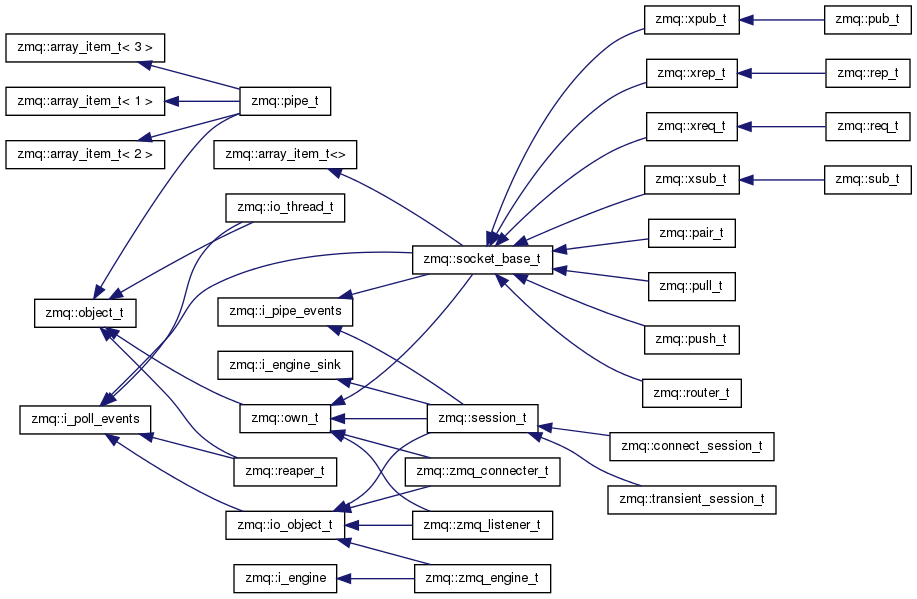 zmq::xpub_t
zmq::pub_t
zmq::array_item_t< 3 >
zmq::xrep_t
zmq::rep_t
zmq::array_item_t< 1 >
zmq::pipe_t
zmq::xreq_t
zmq::req_t
zmq::array_item_t< 2 >
zmq::array_item_t<>
zmq::xsub_t
zmq::sub_t
zmq::io_thread_t
zmq::pair_t
zmq::socket_base_t
zmq::pull_t
zmq::object_t
zmq::i_pipe_events
zmq::push_t
zmq::i_engine_sink
zmq::router_t
zmq::i_poll_events
zmq::own_t
zmq::session_t
zmq::connect_session_t
zmq::reaper_t
zmq::zmq_connecter_t
zmq::transient_session_t
zmq::io_object_t
zmq::zmq_listener_t
zmq::i_engine
zmq::zmq_engine_t